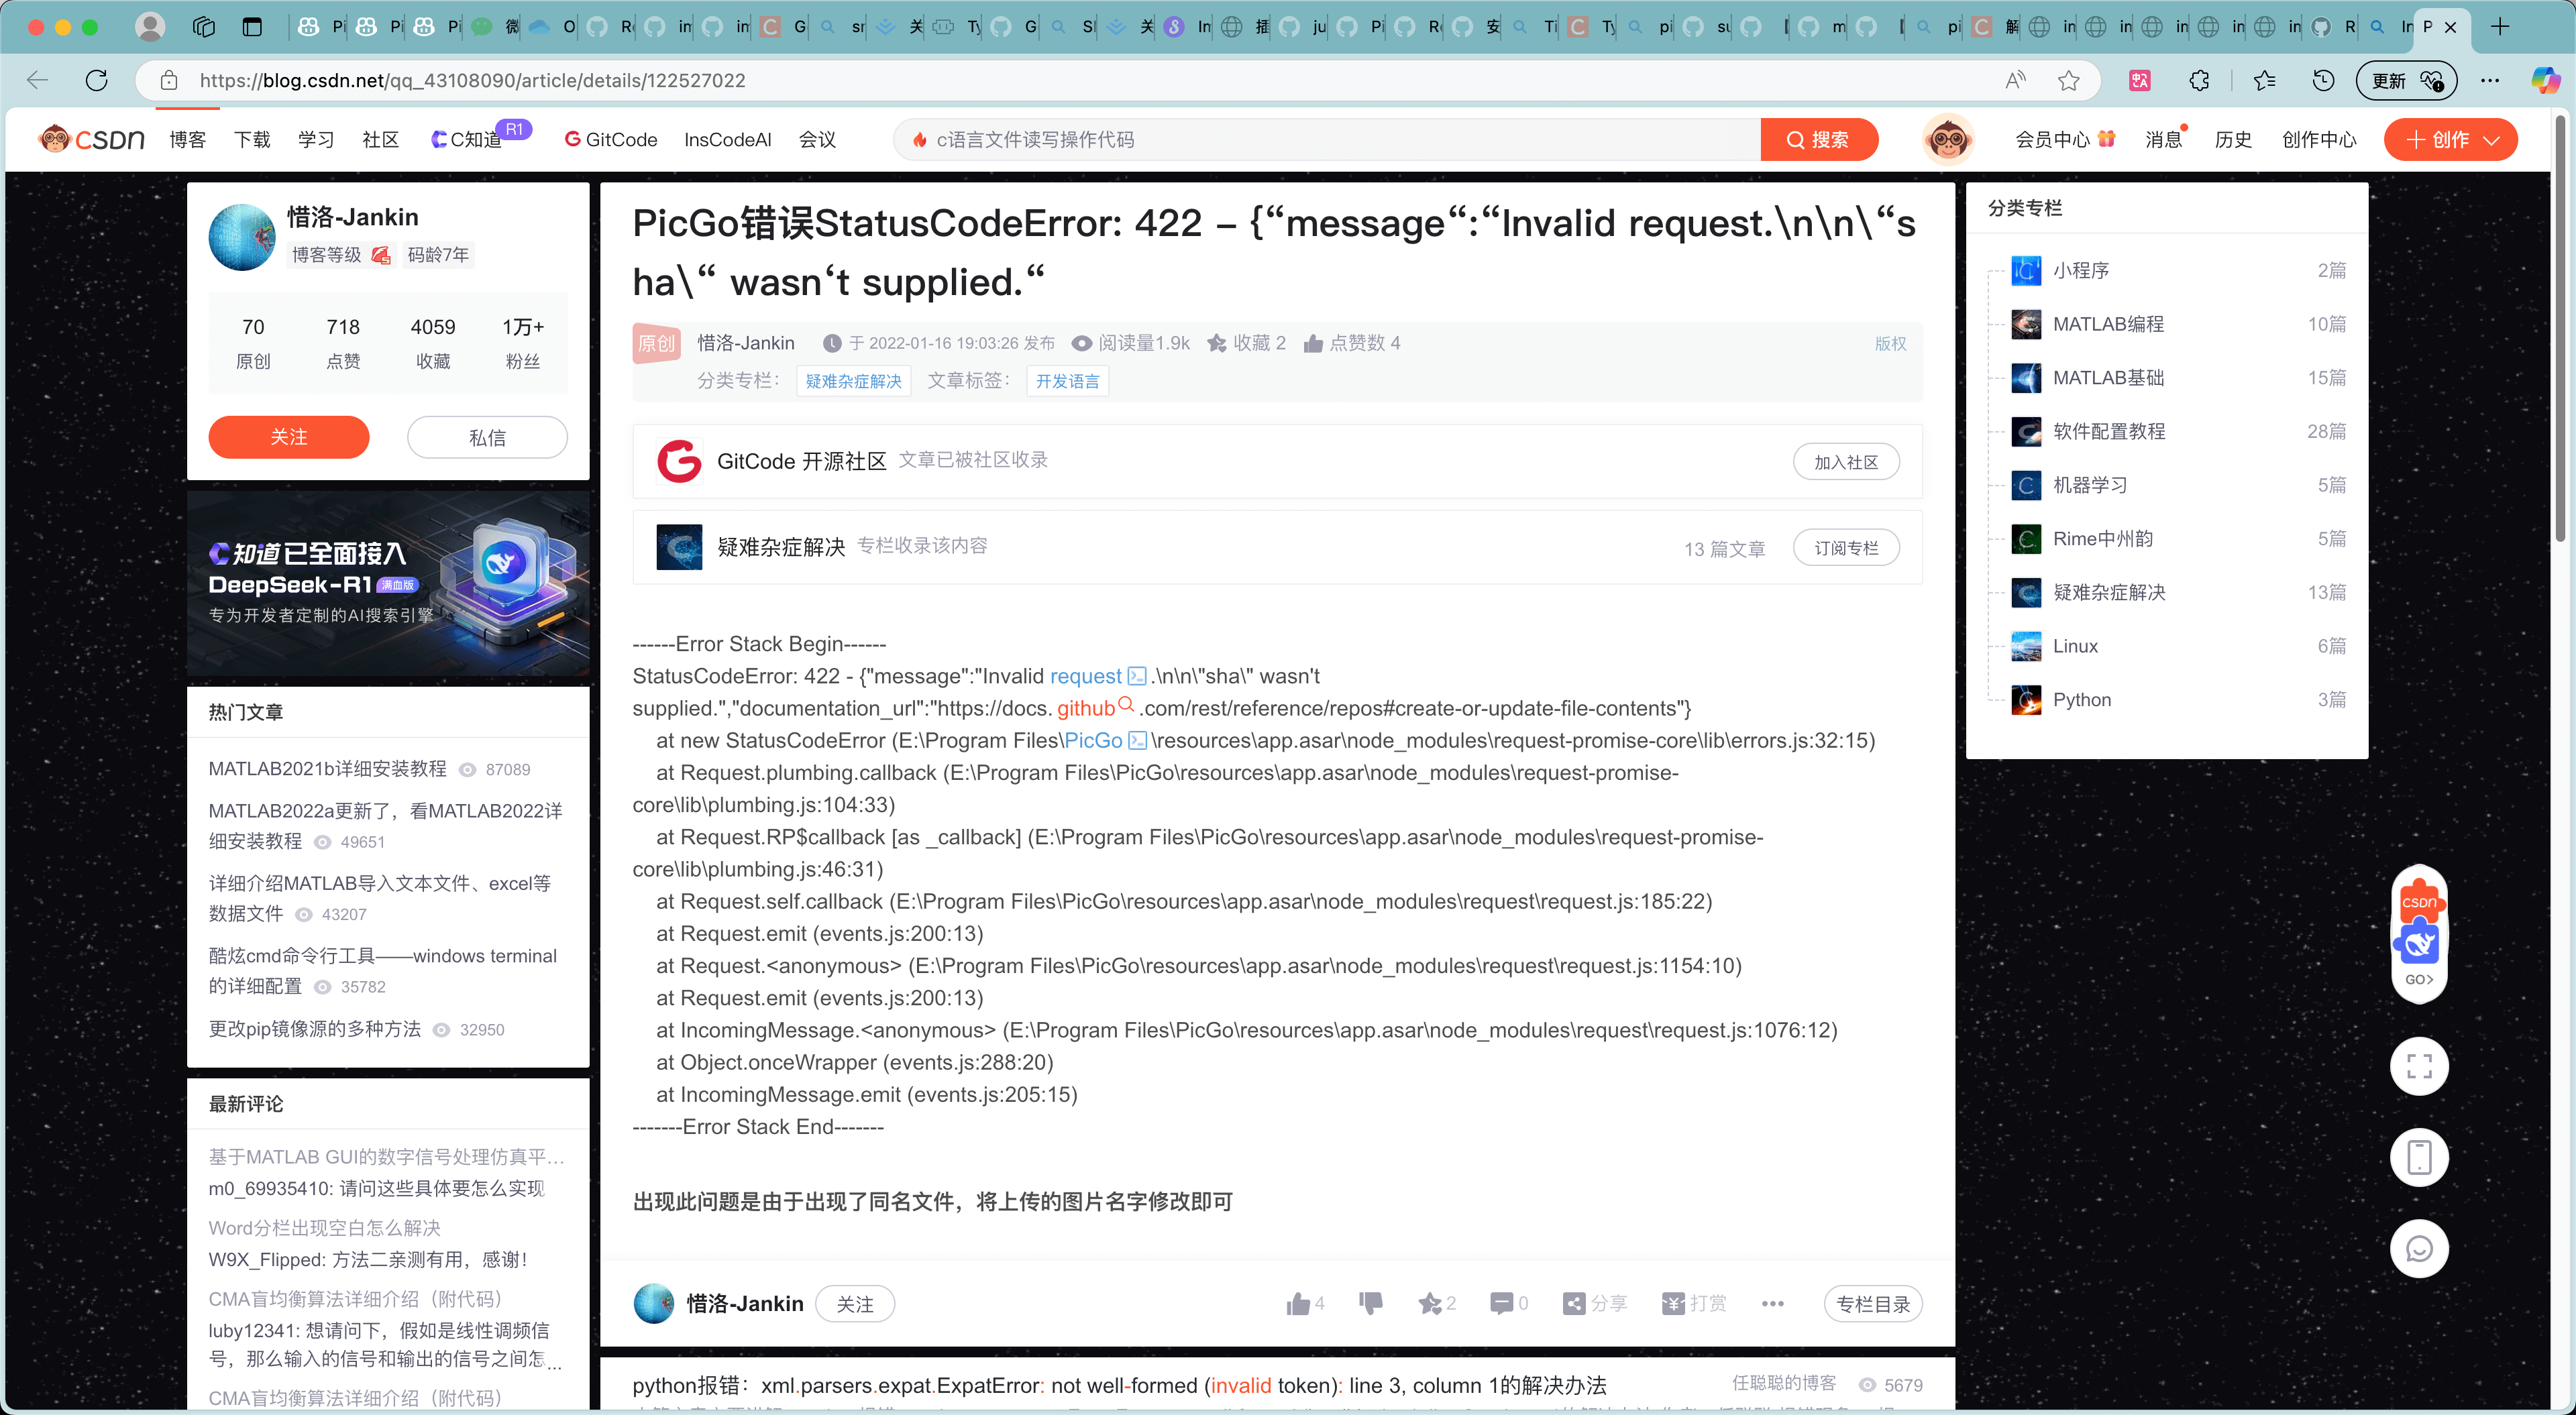 https://blog.csdn.net/qq_43108090/article/details/122527022
更新
CSDN
博客
下载
学习
社区
C知道
R1
GitCode
InsCodeAI
会议
c语言文件读写操作代码
搜索
会员中心
消息
历史
创作中心
创作
惜洛-Jankin
博客等级
码龄7年
70
718
4059
1万+
原创
点赞
收藏
粉丝
关注
私信
C知道 已全面接入
DeepSeek-R1 满血版
专为开发者定制的AI搜索引擎
热门文章
MATLAB2021b详细安装教程 87089
MATLAB2022a更新了，看MATLAB2022详
细安装教程 49651
详细介绍MATLAB导入文本文件、excel等
数据文件 43207
酷炫cmd命令行工具——windows terminal
的详细配置 35782
更改pip镜像源的多种方法 32950
最新评论
基于MATLAB GUI的数字信号处理仿真平...
m0_69935410: 请问这些具体要怎么实现
Word分栏出现空白怎么解决
W9X_Flipped: 方法二亲测有用，感谢！
CMA盲均衡算法详细介绍（附代码）
luby12341: 想请问下，假如是线性调频信
号，那么输入的信号和输出的信号之间怎...
CMA盲均衡算法详细介绍（附代码）
PicGo错误StatusCodeError: 422 – {“message“:“Invalid request.\n\n\“s
ha\“ wasn‘t supplied.“
原创
惜洛-Jankin
于 2022-01-16 19:03:26 发布
阅读量1.9k
收藏 2
点赞数 4
版权
分类专栏：
疑难杂症解决
文章标签：
开发语言
GitCode 开源社区 文章已被社区收录
加入社区
疑难杂症解决 专栏收录该内容
13 篇文章
订阅专栏
------Error Stack Begin------
StatusCodeError: 422 - {"message":"Invalid request.\n\n\"sha\" wasn't
supplied.","documentation_url":"https://docs.github.com/rest/reference/repos#create-or-update-file-contents"}
at new StatusCodeError (E:\Program Files\PicGo\resources\app.asar\node_modules\request-promise-core\lib\errors.js:32:15)
at Request.plumbing.callback (E:\Program Files\PicGo\resources\app.asar\node_modules\request-promise-
core\lib\plumbing.js:104:33)
at Request.RP$callback [as _callback] (E:\Program Files\PicGo\resources\app.asar\node_modules\request-promise-
core\lib\plumbing.js:46:31)
at Request.self.callback (E:\Program Files\PicGo\resources\app.asar\node_modules\request\request.js:185:22)
at Request.emit (events.js:200:13)
at Request.<anonymous> (E:\Program Files\PicGo\resources\app.asar\node_modules\request\request.js:1154:10)
at Request.emit (events.js:200:13)
at IncomingMessage.<anonymous> (E:\Program Files\PicGo\resources\app.asar\node_modules\request\request.js:1076:12)
at Object.onceWrapper (events.js:288:20)
at IncomingMessage.emit (events.js:205:15)
-------Error Stack End-------
出现此问题是由于出现了同名文件，将上传的图片名字修改即可
惜洛-Jankin
关注
4
2
0
分享
打赏
专栏目录
python报错：xml.parsers.expat.ExpatError: not well-formed (invalid token): line 3, column 1的解决办法
任聪聪的博客
5679
分类专栏
小程序 2篇
MATLAB编程 10篇
MATLAB基础 15篇
软件配置教程 28篇
机器学习 5篇
Rime中州韵 5篇
疑难杂症解决 13篇
Linux 6篇
Python 3篇
CSDN
GO>